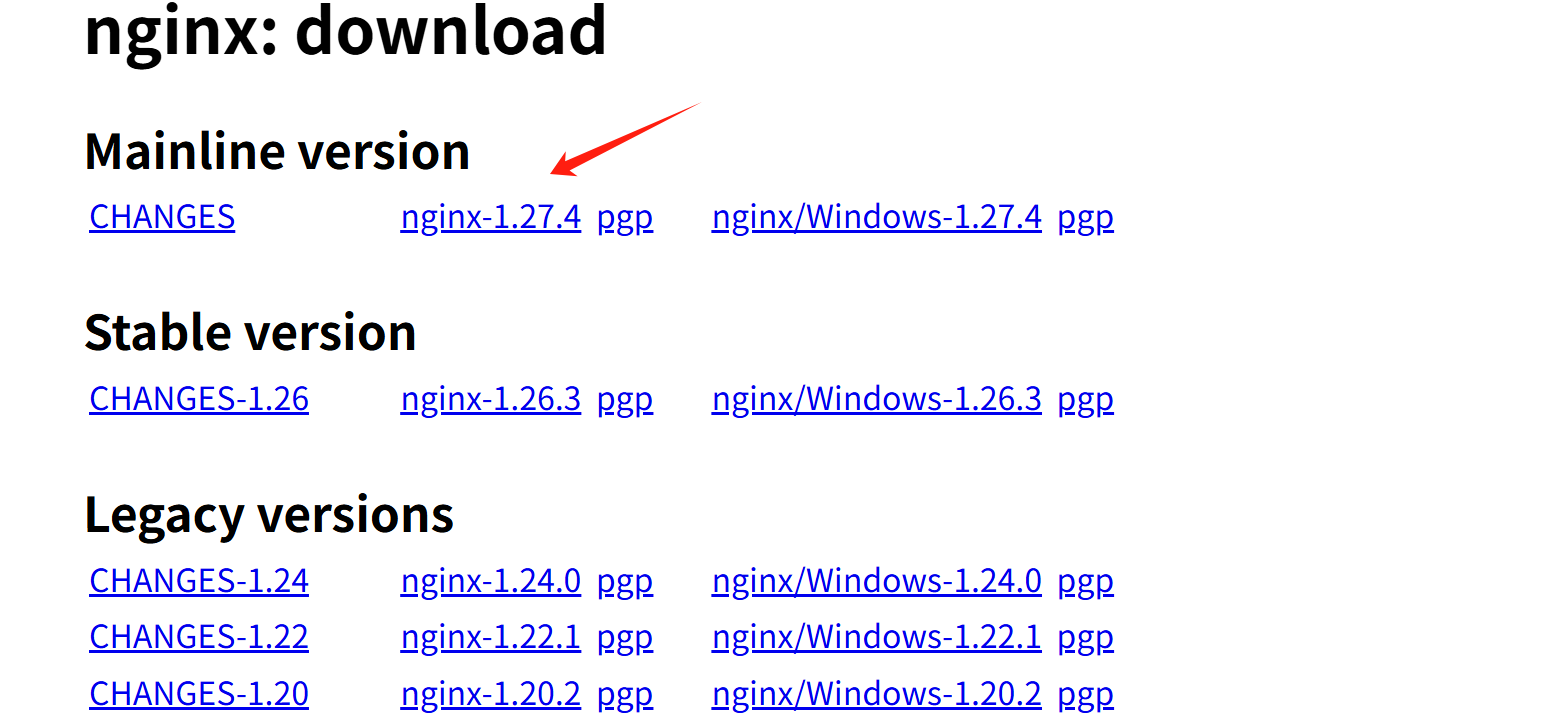 nginx: download
Mainline version
CHANGES nginx-1.27.4 pgp nginx/Windows-1.27.4 pgp
Stable version
CHANGES-1.26 nginx-1.26.3 pgp nginx/Windows-1.26.3 pgp
Legacy versions
CHANGES-1.24 nginx-1.24.0 pgp nginx/Windows-1.24.0 pgp
CHANGES-1.22 nginx-1.22.1 pgp nginx/Windows-1.22.1 pgp
CHANGES-1.20 nginx-1.20.2 pgp nginx/Windows-1.20.2 pgp